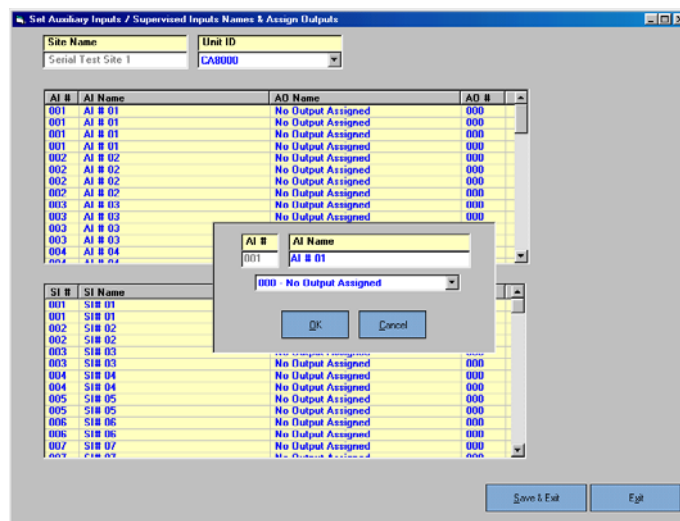 Set Auxiliary Inputs / Supervised Inputs Names & Assign Outputs
Site Name Unit ID
Serial Test Site 1 CA8000
AI # AI Name AO Name AO #
001 AI # 01 No Output Assigned 000
001 AI # 01 No Output Assigned 000
001 AI # 01 No Output Assigned 000
001 AI # 01 No Output Assigned 000
002 AI # 02 No Output Assigned 000
002 AI # 02 No Output Assigned 000
002 AI # 02 No Output Assigned 000
002 AI # 02 No Output Assigned 000
003 AI # 03 No Output Assigned 000
003 AI # 03 No Output Assigned 000
003 AI # 03
003 AI # 03
004 AI # 04
004 AI # 04
AI # AI Name
001 AI # 01
000 - No Output Assigned
OK Cancel
SI # SI Name
001 SI# 01
001 SI# 01
002 SI# 02
002 SI# 02
003 SI# 03 No Output Assigned 000
003 SI# 03 No Output Assigned 000
004 SI# 04 No Output Assigned 000
004 SI# 04 No Output Assigned 000
005 SI# 05 No Output Assigned 000
005 SI# 05 No Output Assigned 000
006 SI# 06 No Output Assigned 000
006 SI# 06 No Output Assigned 000
007 SI# 07 No Output Assigned 000
007 SI# 07 No Output Assigned 000
Save & Exit Exit